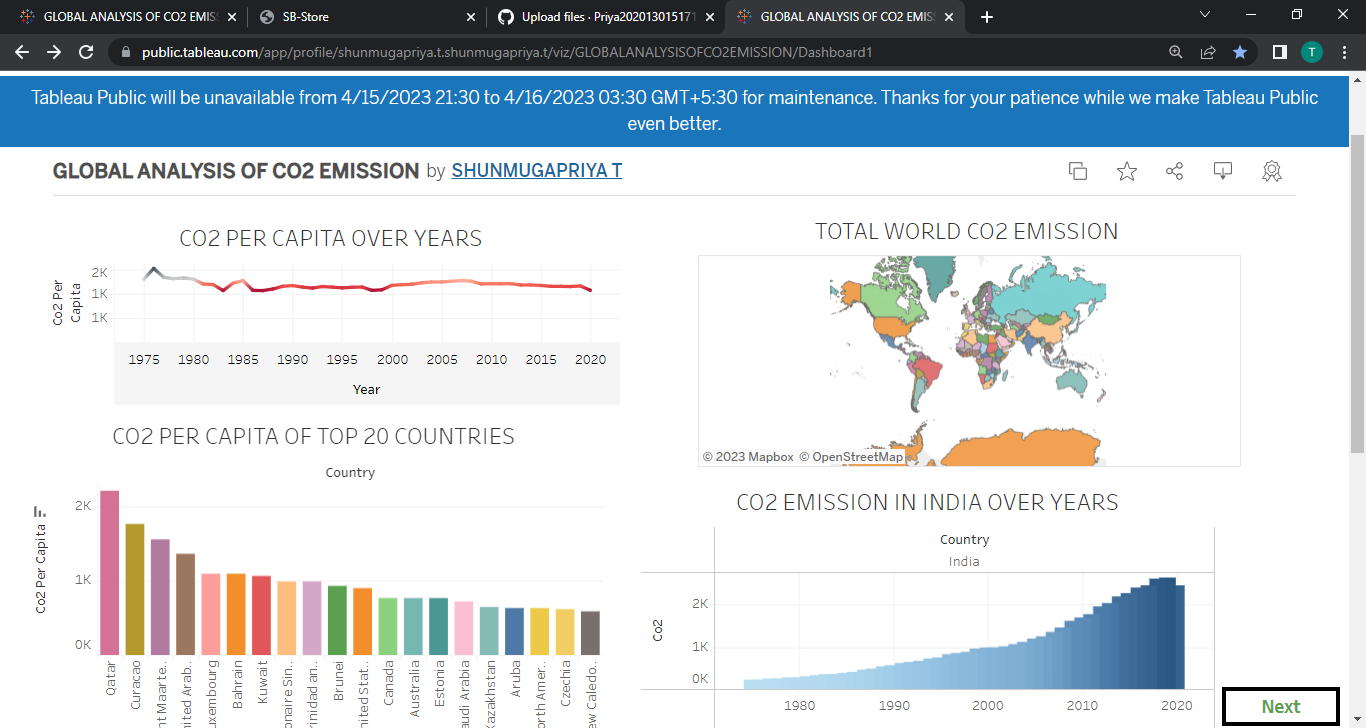 GLOBAL ANALYSIS OF CO2 EMIS
SB-Store
Upload files · Priya202013015171
GLOBAL ANALYSIS OF CO2 EMIS
public.tableau.com/app/profile/shunmugapriya.t.shunmugapriya.t/viz/GLOBALANALYSISOFCO2EMISSION/Dashboard1
T
Tableau Public will be unavailable from 4/15/2023 21:30 to 4/16/2023 03:30 GMT+5:30 for maintenance. Thanks for your patience while we make Tableau Public
even better.
GLOBAL ANALYSIS OF CO2 EMISSION by SHUNMUGAPRIYA T
CO2 PER CAPITA OVER YEARS
Co2 Per
Capita
2K
1K
1K
1975 1980 1985 1990 1995 2000 2005 2010 2015 2020
Year
TOTAL WORLD CO2 EMISSION
© 2023 Mapbox © OpenStreetMap
CO2 PER CAPITA OF TOP 20 COUNTRIES
Country
Co2 Per Capita
2K
1K
0K
Qatar
Curacao
nt Maarte..
nited Arab..
uxembourg
Bahrain
Kuwait
onaire Sin..
rinidad an..
Brunei
nited Stat..
Canada
Australia
Estonia
audi Arabia
azakhstan
Aruba
orth Amer..
Czechia
ew Caledo..
CO2 EMISSION IN INDIA OVER YEARS
Country
India
Co2
2K
1K
0K
1980 1990 2000 2010 2020
Next